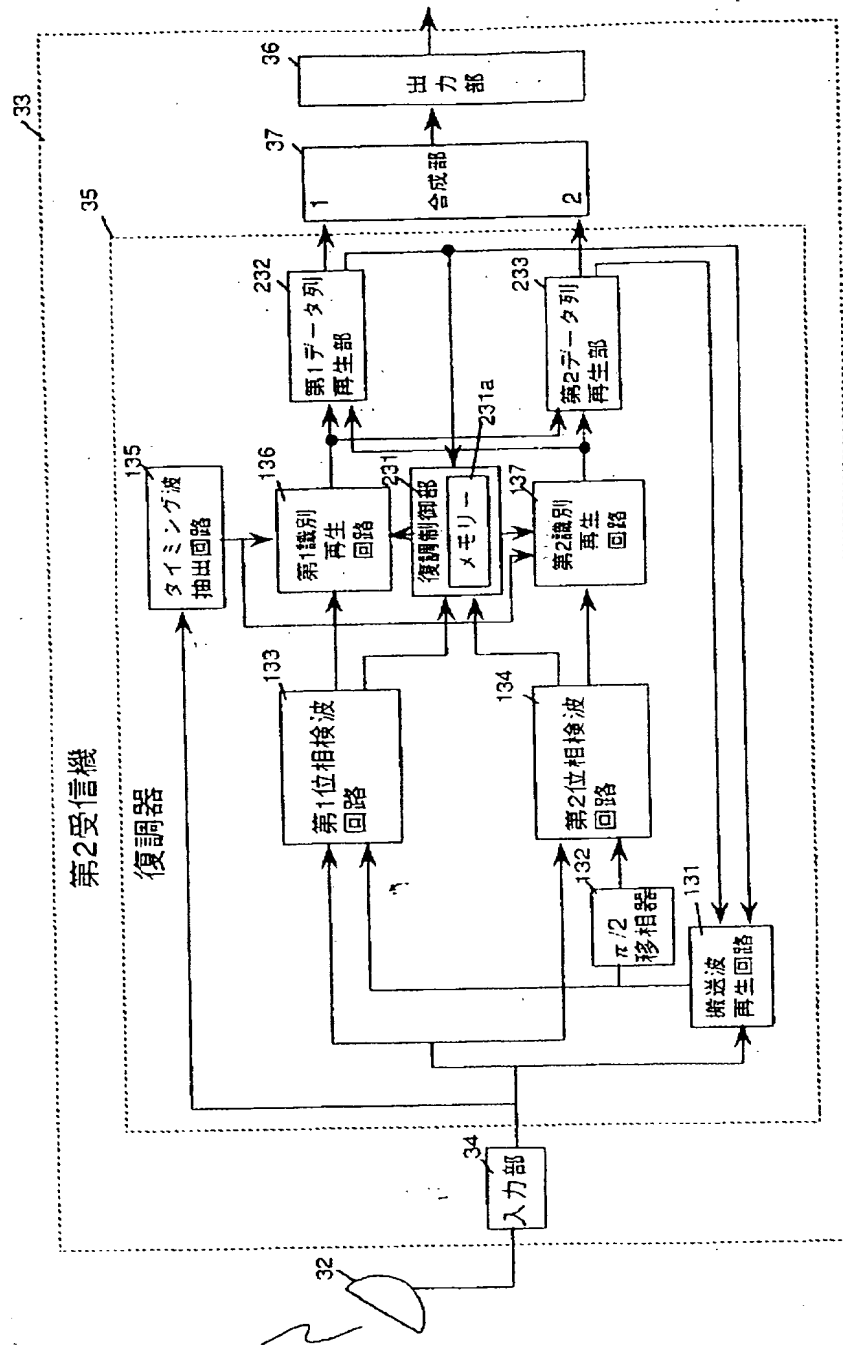 33
第2受信機
35
復調器
32
34
入力部
135
タイミング波
抽出回路
133
第1位相検波
回路
134
第2位相検波
回路
132
π/2
移相器
131
搬送波
再生回路
136
第1識別
再生
回路
231
復調制御部
231a
メモリー
137
第2識別
再生
回路
232
第1データ列
再生部
233
第2データ列
再生部
37
1
合成部
2
36
出力部